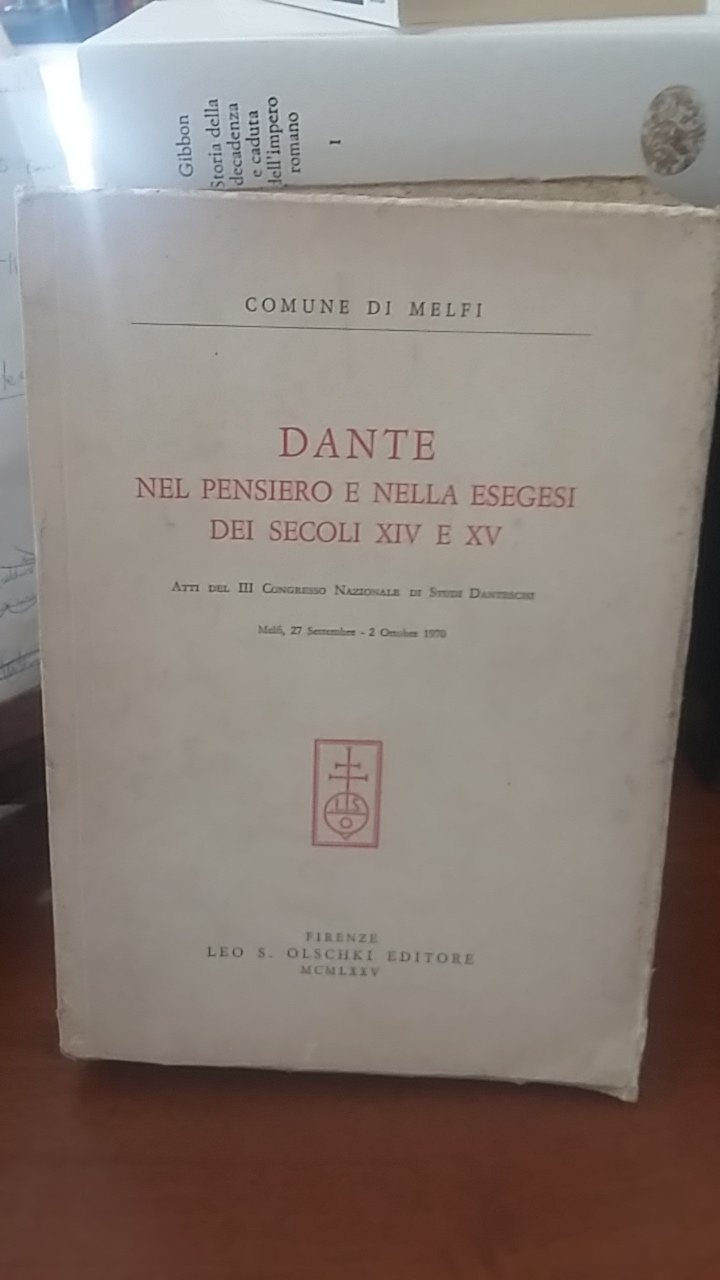 Gibbon
Storia della
decadenza
e caduta
dell'impero
romano
I
COMUNE DI MELFI
DANTE
NEL PENSIERO E NELLA ESEGESI
DEI SECOLI XIV E XV
Atti del III Congresso Nazionale di Studi Danteschi
Melfi, 27 Settembre - 2 Ottobre 1970
LS
O
FIRENZE
LEO S. OLSCHKI EDITORE
MCMLXXV